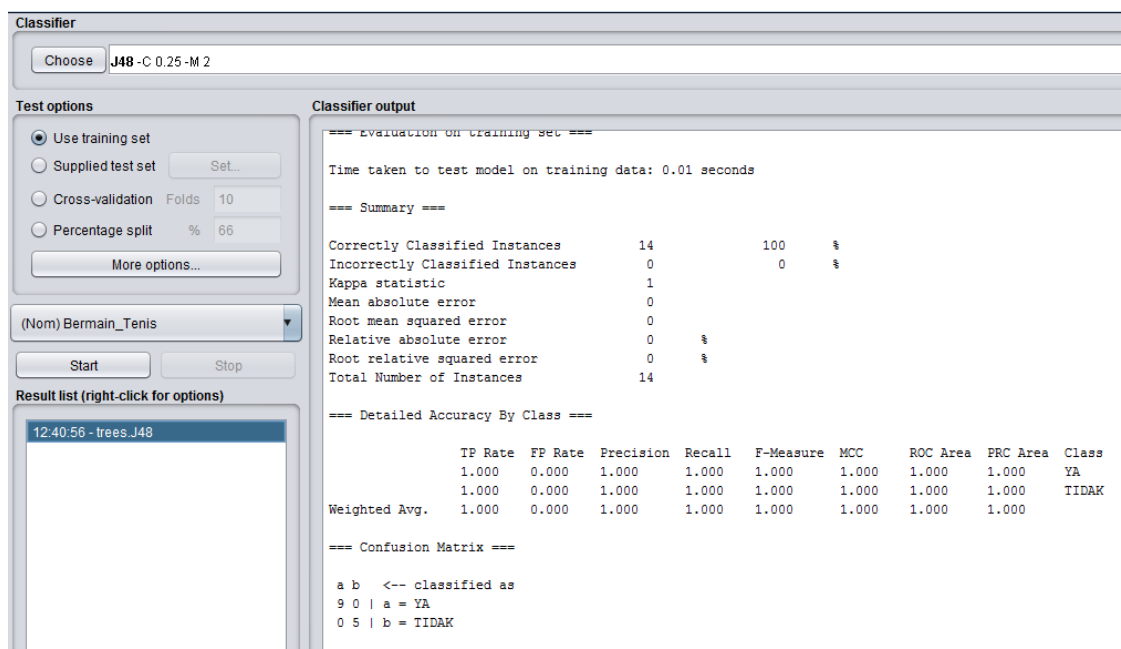 Classifier
Choose J48 -C 0.25 -M 2
Test options
Use training set
Supplied test set Set...
Cross-validation Folds 10
Percentage split % 66
More options...
(Nom) Bermain_Tenis
Start Stop
Result list (right-click for options)
12:40:56 - trees.J48
Classifier output
=== Evaluation on training set ===
Time taken to test model on training data: 0.01 seconds
=== Summary ===
Correctly Classified Instances 14 100 %
Incorrectly Classified Instances 0 0 %
Kappa statistic 1
Mean absolute error 0
Root mean squared error 0
Relative absolute error 0 %
Root relative squared error 0 %
Total Number of Instances 14
=== Detailed Accuracy By Class ===
TP Rate FP Rate Precision Recall F-Measure MCC ROC Area PRC Area Class
1.000 0.000 1.000 1.000 1.000 1.000 1.000 1.000 YA
1.000 0.000 1.000 1.000 1.000 1.000 1.000 1.000 TIDAK
Weighted Avg. 1.000 0.000 1.000 1.000 1.000 1.000 1.000 1.000
=== Confusion Matrix ===
a b <-- classified as
9 0 | a = YA
0 5 | b = TIDAK